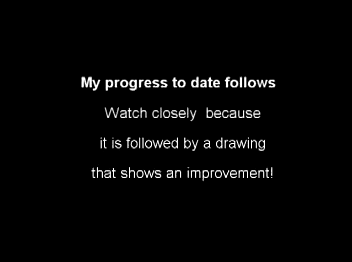 My progress to date follows
Watch closely  because
it is followed by a drawing
that shows an improvement!